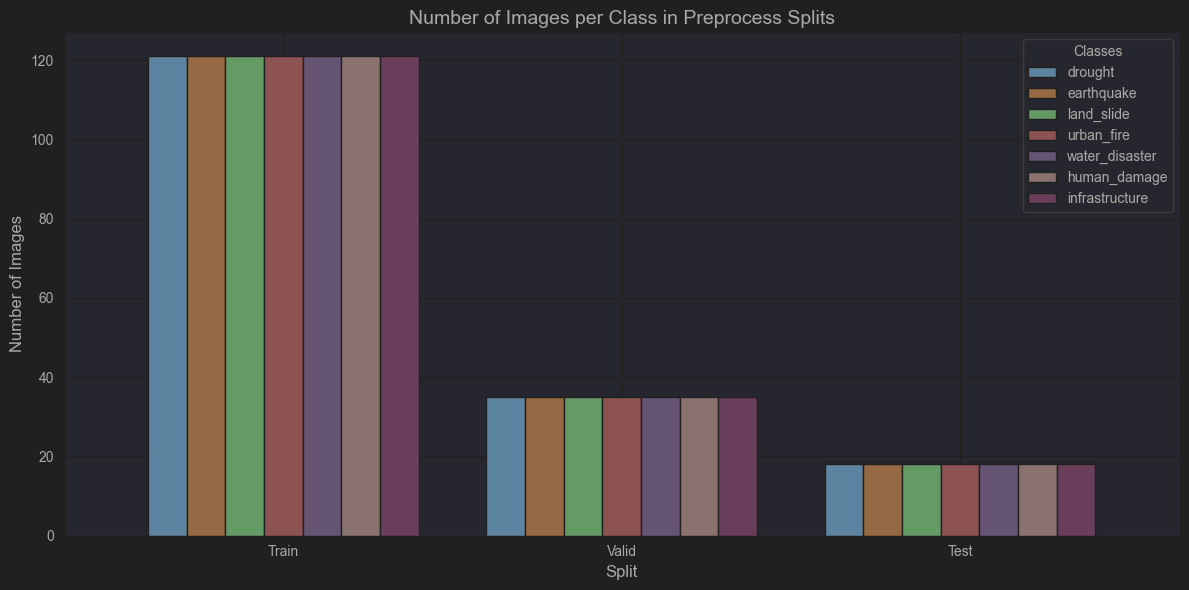 Number of Images per Class in Preprocess Splits
120
100
80
60
40
20
0
Number of Images
Train
Valid
Test
Split
Classes
drought
earthquake
land_slide
urban_fire
water_disaster
human_damage
infrastructure